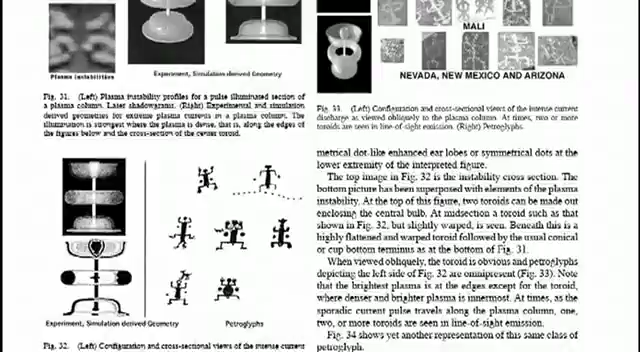 Plasma instabilities
Experiment, Simulation derived Geometry
Fig. 31. (Left) Plasma instability profiles for a pulse illuminated section of
a plasma column. Laser shadowgrams. (Right) Experimental and simulation
derived geometries for extreme plasma currents in a plasma column. The
illumination is strongest where the plasma is dense, that is, along the edges of
the figures below and the cross-section of the center toroid.
Experiment, Simulation derived Geometry
Petroglyphs
Fig. 32. (Left) Configuration and cross-sectional views of the intense current
MALI
NEVADA, NEW MEXICO AND ARIZONA
Fig. 33. (Left) Configuration and cross-sectional views of the intense current
discharge as viewed obliquely to the plasma column. At times, two or more
toroids are seen in line-of-sight emission. (Right) Petroglyphs.
metrical dot-like enhanced ear lobes or symmetrical dots at the
lower extremity of the interpreted figure.
The top image in Fig. 32 is the instability cross section. The
bottom picture has been superposed with elements of the plasma
instability. At the top of this figure, two toroids can be made out
enclosing the central bulb. At midsection a toroid such as that
shown in Fig. 32, but slightly warped, is seen. Beneath this is a
highly flattened and warped toroid followed by the usual conical
or cup bottom terminus as at the bottom of Fig. 31.
When viewed obliquely, the toroid is obvious and petroglyphs
depicting the left side of Fig. 32 are omnipresent (Fig. 33). Note
that the brightest plasma is at the edges except for the toroid,
where denser and brighter plasma is innermost. At times, as the
sporadic current pulse travels along the plasma column, one,
two, or more toroids are seen in line-of-sight emission.
Fig. 34 shows yet another representation of this same class of
petroglyph.